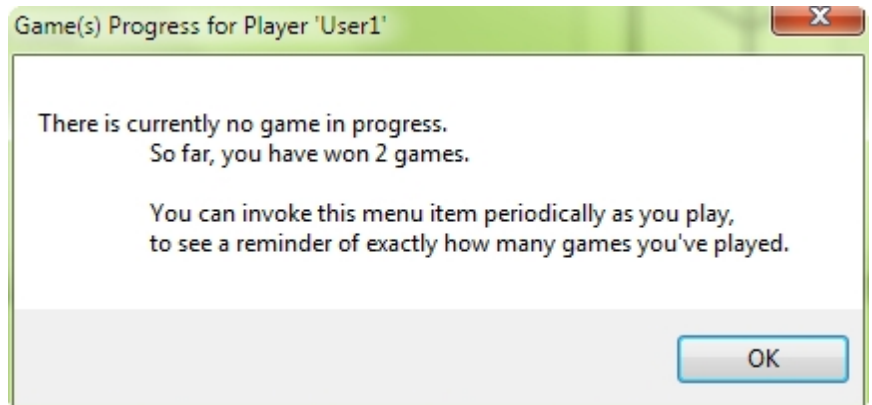 Game(s) Progress for Player 'User1'
There is currently no game in progress.
So far, you have won 2 games.
You can invoke this menu item periodically as you play,
to see a reminder of exactly how many games you've played.
OK